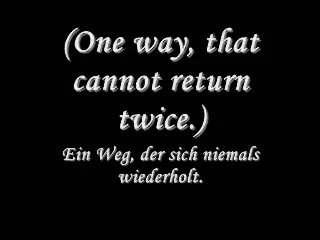 (One way, that
cannot return
twice.)
Ein Weg, der sich niemals
wiederholt.